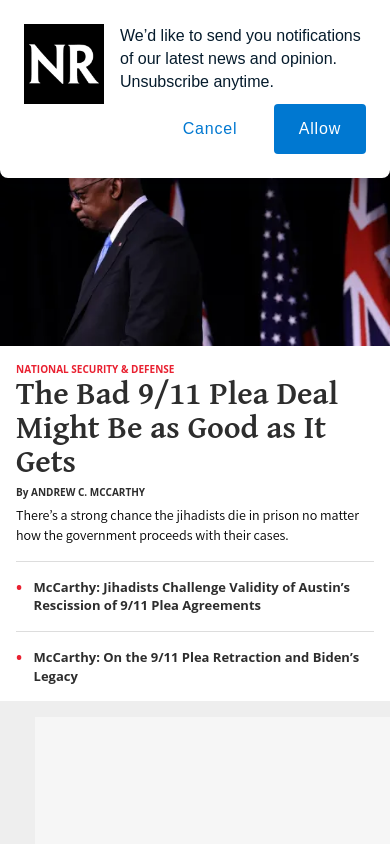 NR
We’d like to send you notifications
of our latest news and opinion.
Unsubscribe anytime.
Cancel
Allow
NATIONAL SECURITY & DEFENSE
The Bad 9/11 Plea Deal
Might Be as Good as It
Gets
By ANDREW C. MCCARTHY
There’s a strong chance the jihadists die in prison no matter
how the government proceeds with their cases.
• McCarthy: Jihadists Challenge Validity of Austin’s
Rescission of 9/11 Plea Agreements
• McCarthy: On the 9/11 Plea Retraction and Biden’s
Legacy